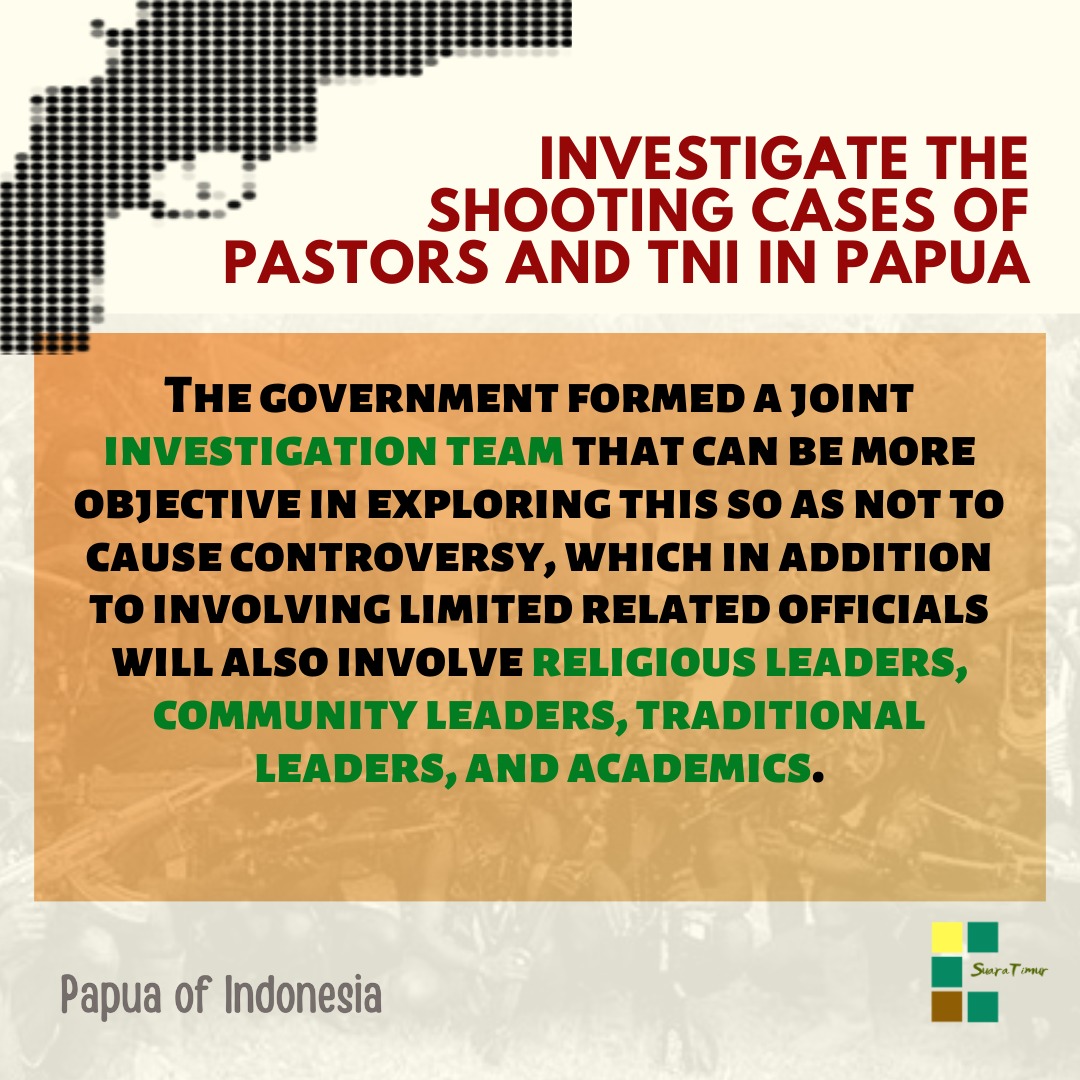 INVESTIGATE THE
SHOOTING CASES OF
PASTORS AND TNI IN PAPUA
The government formed a joint
investigation team that can be more
objective in exploring this so as not to
cause controversy, which in addition
to involving limited related officials
will also involve religious leaders,
community leaders, traditional
leaders, and academics.
Papua of Indonesia
Suara Timur